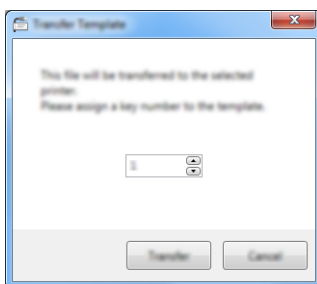 Transfer Template
This file will be transferred to the selected
printer.
Please assign a key number to the template.
Transfer
Cancel